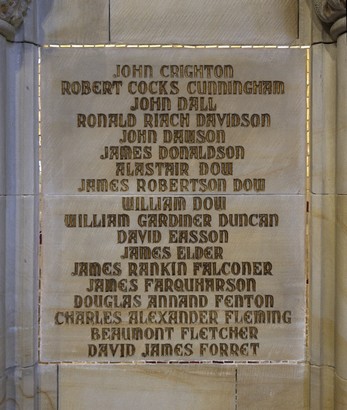 JOHN CRIGHTON
ROBERT COCKS CUNNINGHAM
JOHN DALL
RONALD RIACH DAVIDSON
JOHN DAWSON
JAMES DONALDSON
ALASTAIR DOW
JAMES ROBERTSON DOW
WILLIAM DOW
WILLIAM GARDINER DUNCAN
DAVID EASSON
JAMES ELDER
JAMES RANKIN FALCONER
JAMES FARQUHARSON
DOUGLAS ANNAND FENTON
CHARLES ALEXANDER FLEMING
BEAUMONT FLETCHER
DAVID JAMES FORRET